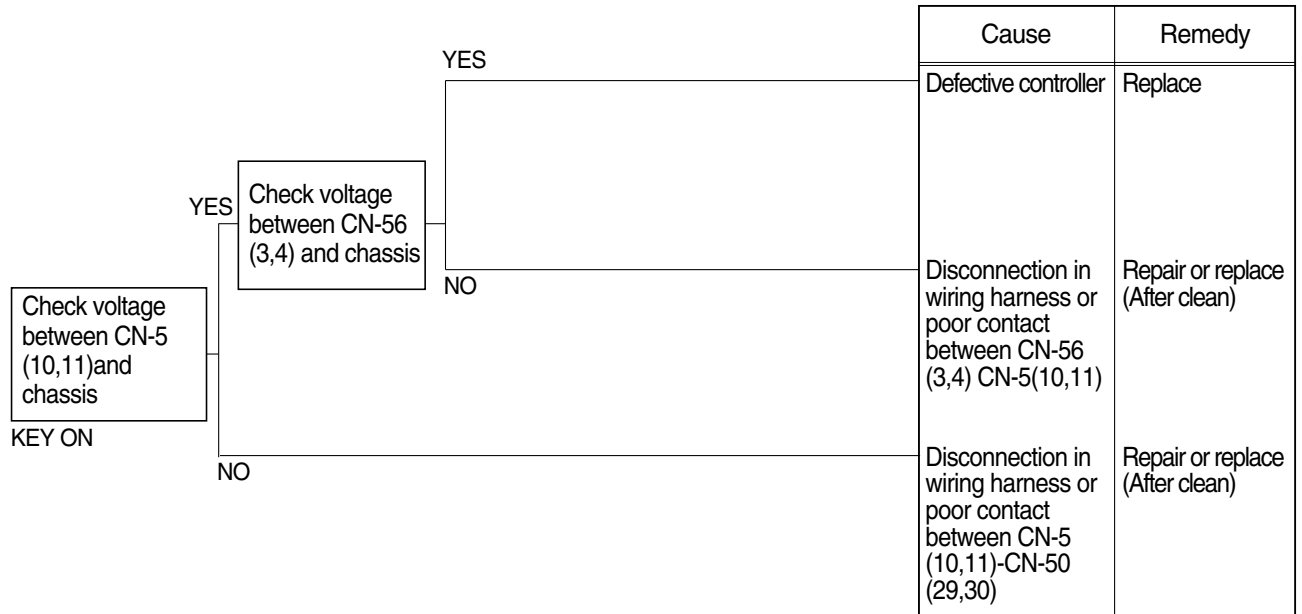 Cause
Remedy
YES
Defective controller
Replace
YES
Check voltage
between CN-56
(3,4) and chassis
NO
Disconnection in
wiring harness or
poor contact
between CN-56
(3,4) CN-5(10,11)
Repair or replace
(After clean)
Check voltage
between CN-5
(10,11)and
chassis
KEY ON
NO
Disconnection in
wiring harness or
poor contact
between CN-5
(10,11)-CN-50
(29,30)
Repair or replace
(After clean)